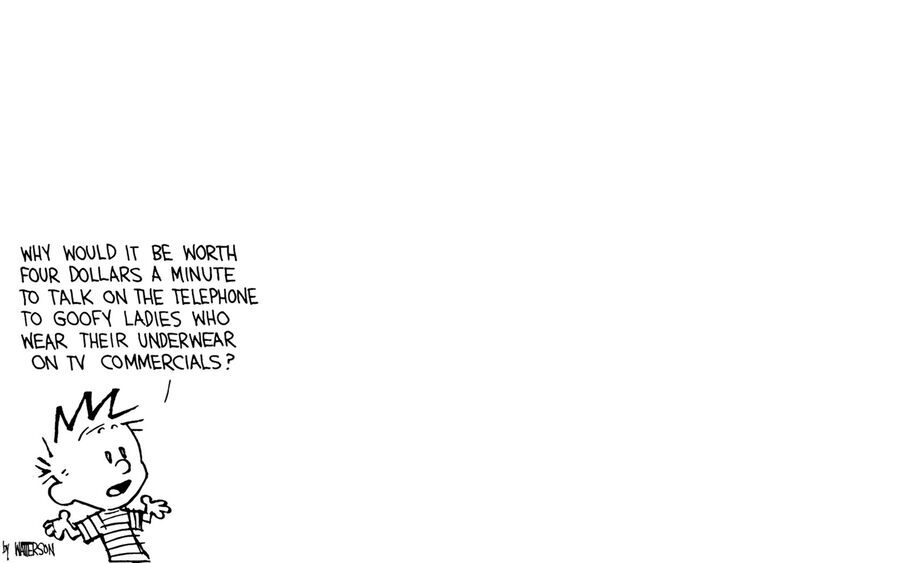 WHY WOULD IT BE WORTH
FOUR DOLLARS A MINUTE
TO TALK ON THE TELEPHONE
TO GOOFY LADIES WHO
WEAR THEIR UNDERWEAR
ON TV COMMERCIALS?
by WATTERSON